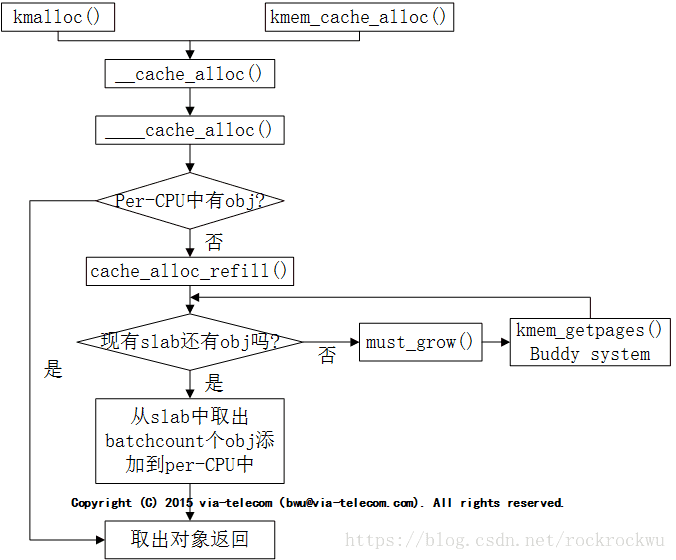 kmalloc()
kmem_cache_alloc()
__cache_alloc()
____cache_alloc()
Per-CPU中有obj?
否
cache_alloc_refill()
现有slab还有obj吗?
否
must_grow()
kmem_getpages()
Buddy system
是
是
从slab中取出
batchcount个obj添
加到per-CPU中
Copyright (C) 2015 via-telecom (bwu@via-telecom.com). All rights reserved.
取出对象返回
https://blog.csdn.net/rockrockwu